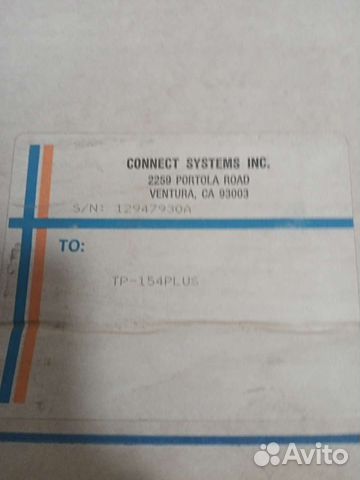 CONNECT SYSTEMS INC.
2259 PORTOLA ROAD
VENTURA, CA 93003
S/N: 12947930A
TO:
TP-154PLUS
Avito